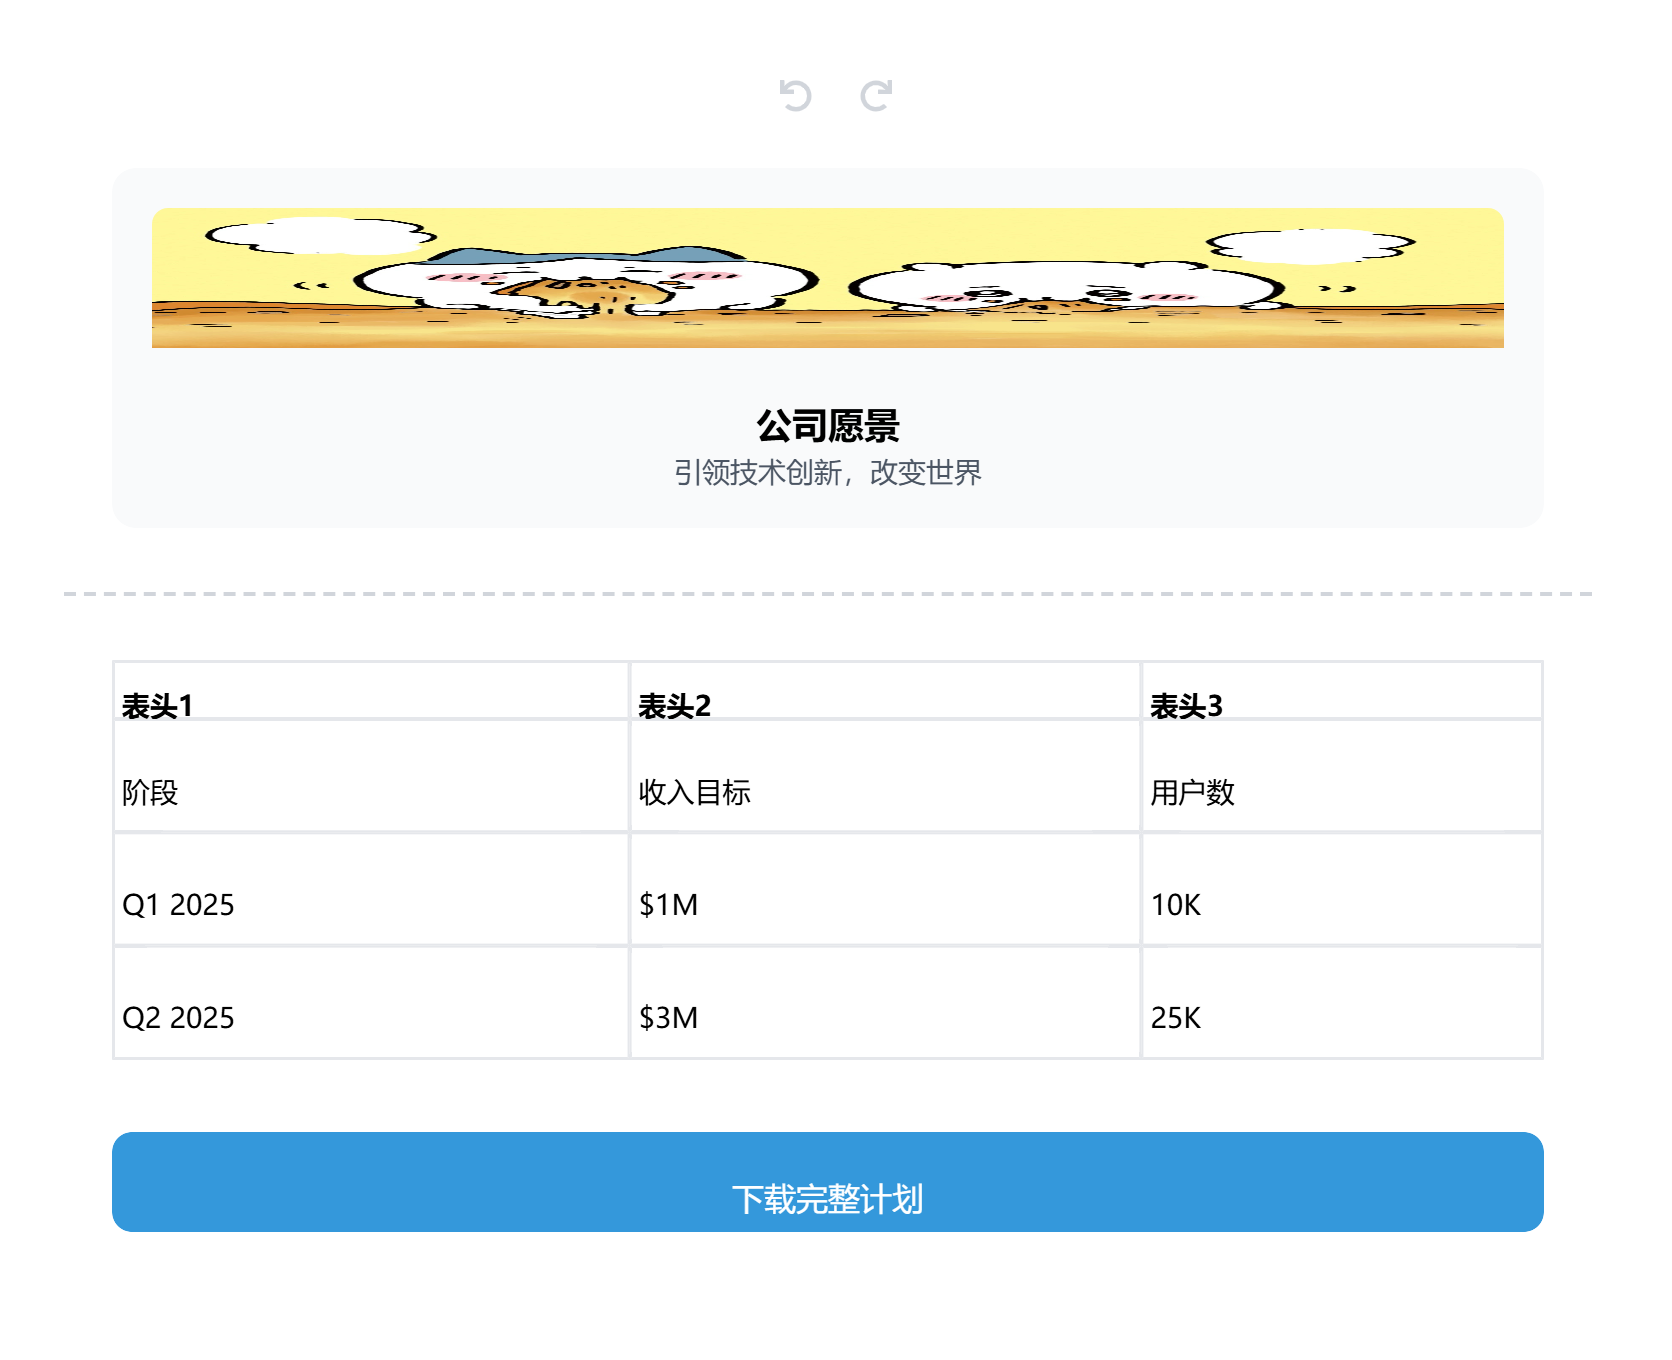 公司愿景
引领技术创新，改变世界
表头1 表头2 表头3
阶段 收入目标 用户数
Q1 2025 $1M 10K
Q2 2025 $3M 25K
下载完整计划